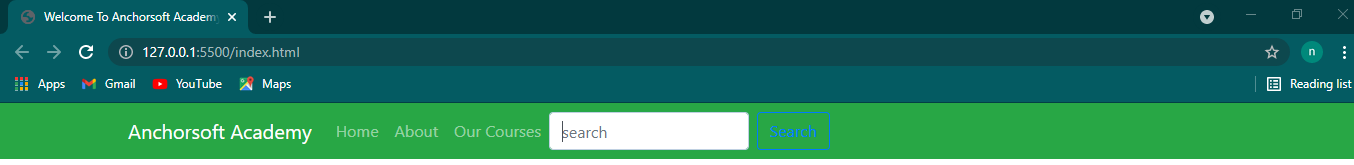 Welcome To Anchorsoft Academy
127.0.0.1:5500/index.html
n
Apps Gmail YouTube Maps Reading list
Anchorsoft Academy Home About Our Courses search Search